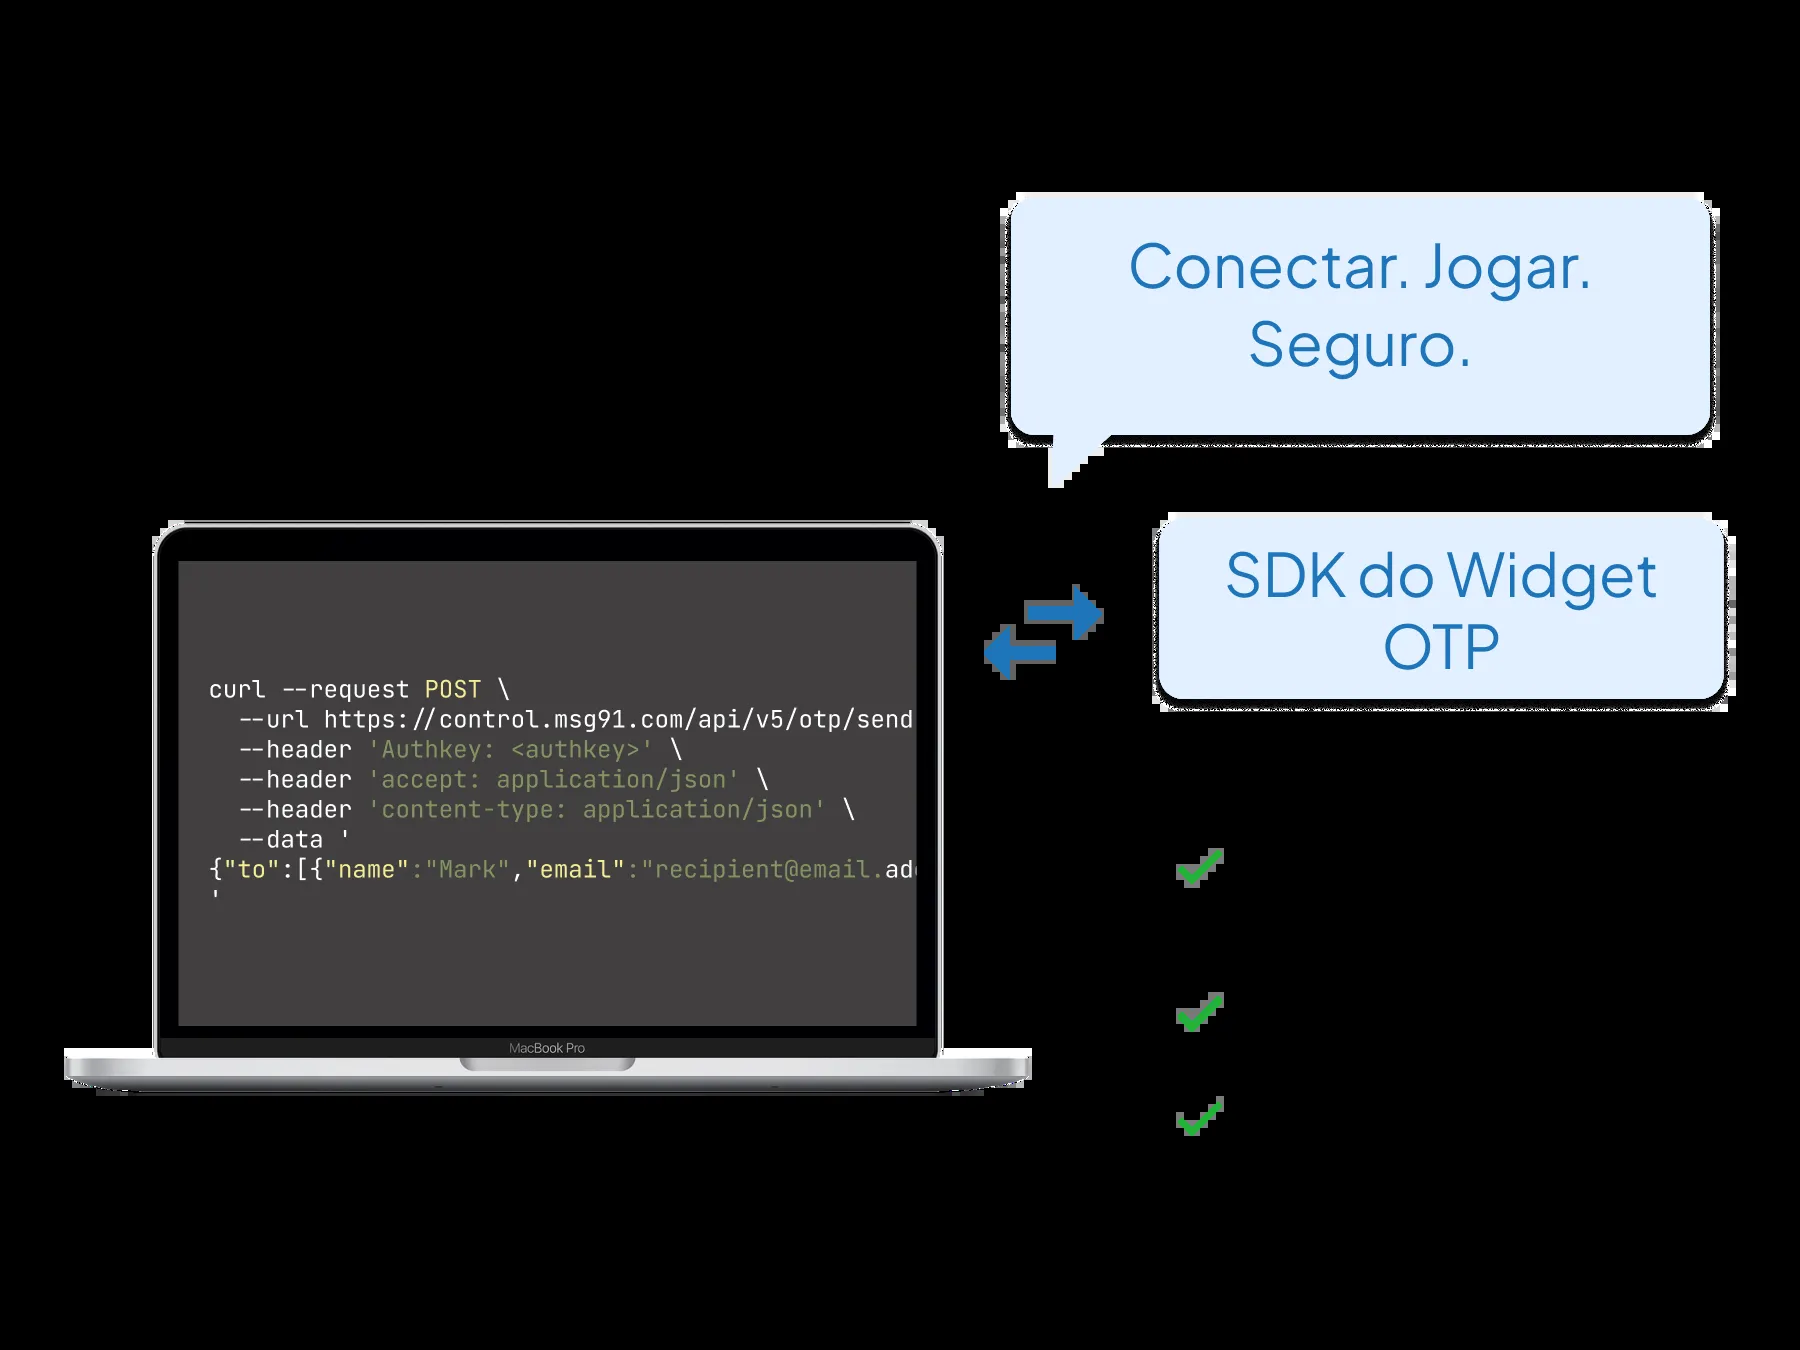 Conectar. Jogar.
Seguro.
SDK do Widget
OTP
curl --request POST \
--url https://control.msg91.com/api/v5/otp/send
--header 'Authkey: <authkey>' \
--header 'accept: application/json' \
--header 'content-type: application/json' \
--data '
{"to":[{"name":"Mark","email":"recipient@email.ad
'
MacBook Pro